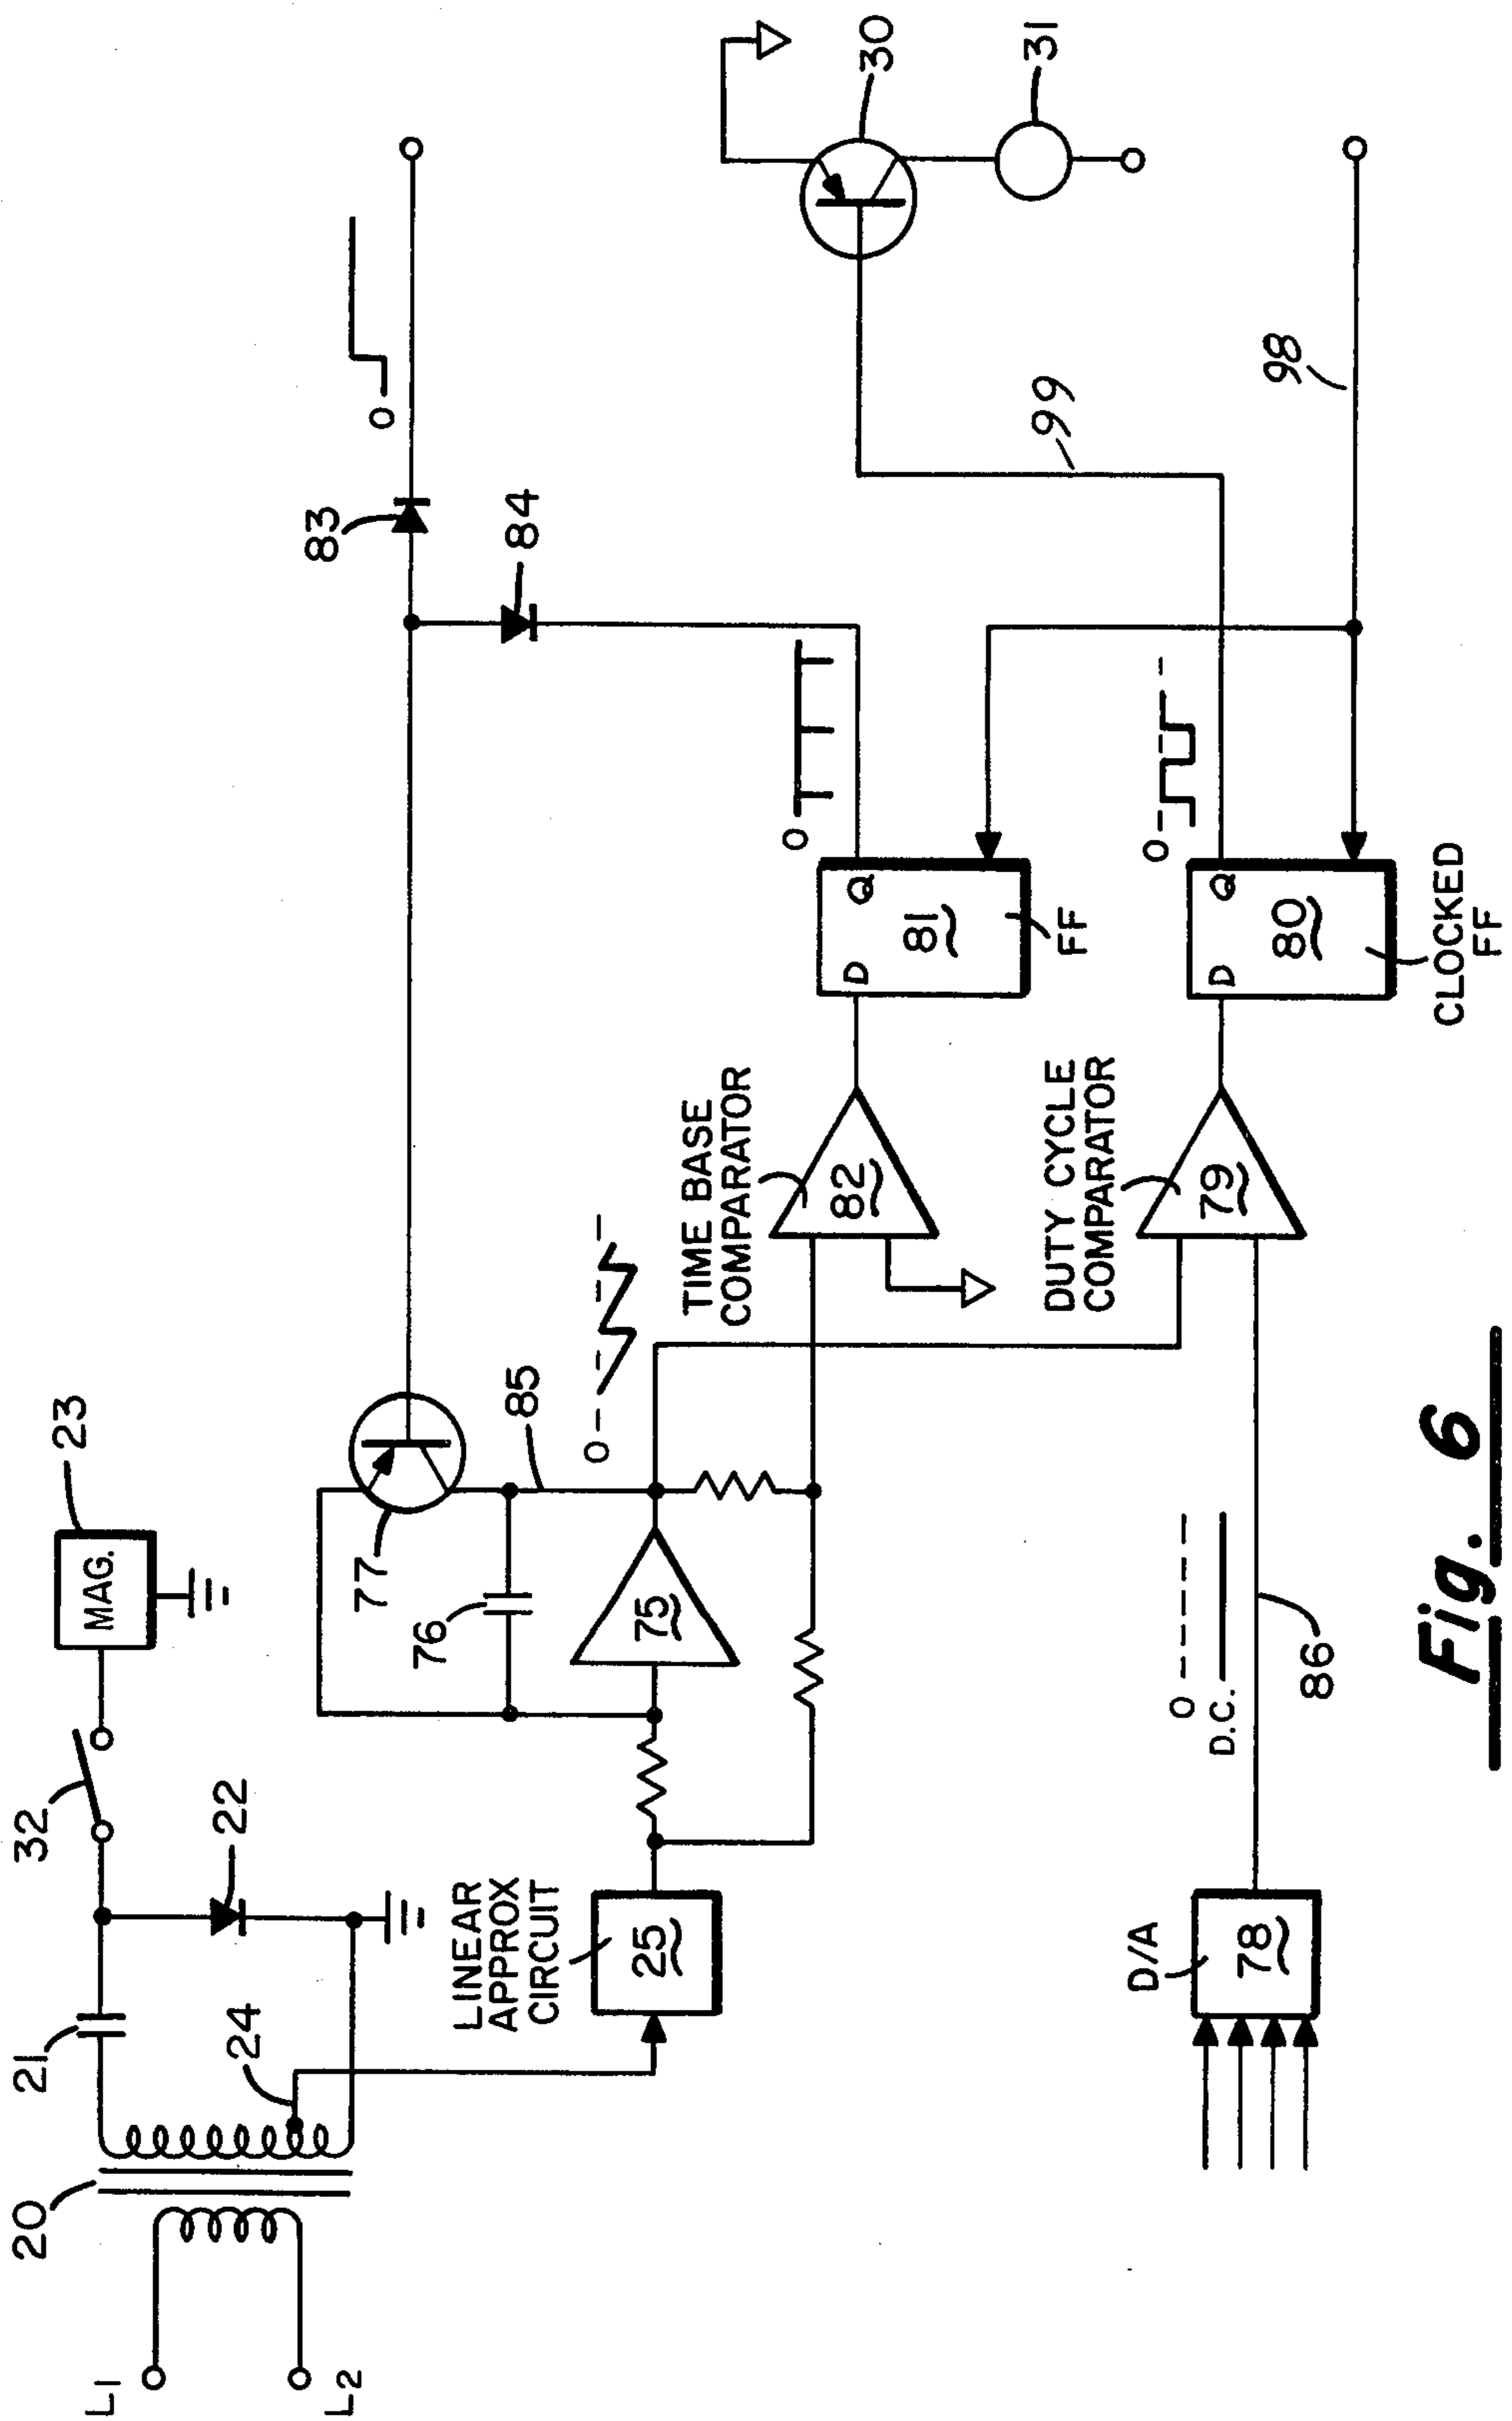 L1
L2
20
21
24
22
32
23
MAG.
LINEAR
APPROX
CIRCUIT
25
77
76
75
85
0
83
0
84
TIME BASE
COMPARATOR
82
0
D
Q
81
FF
30
31
D/A
78
0
D.C.
86
DUTY CYCLE
COMPARATOR
79
0
D
Q
80
CLOCKED
FF
99
98
Fig. 6